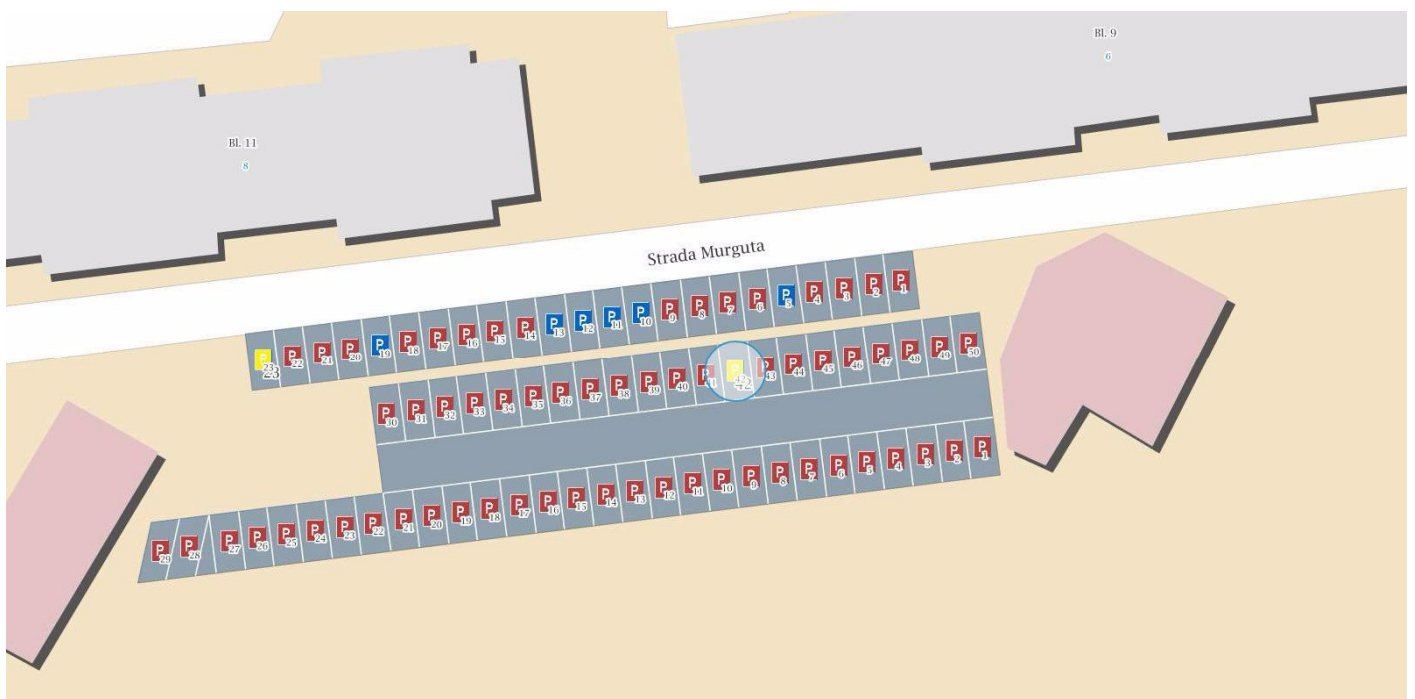 Bl. 9
6
Bl. 11
8
Strada Murguta
P 23 23 P 22 P 21 P 20 P 19 P 18 P 17 P 16 P 15 P 14 P 13 P 12 P 11 P 10 P 9 P 8 P 7 P 6 P 5 P 4 P 3 P 2 P 1
P 30 P 31 P 32 P 33 P 34 P 35 P 36 P 37 P 38 P 39 P 40 P 41 P 42 42 P 43 P 44 P 45 P 46 P 47 P 48 P 49 P 50
P 29 P 28 P 27 P 26 P 25 P 24 P 23 P 22 P 21 P 20 P 19 P 18 P 17 P 16 P 15 P 14 P 13 P 12 P 11 P 10 P 9 P 8 P 7 P 6 P 5 P 4 P 3 P 2 P 1